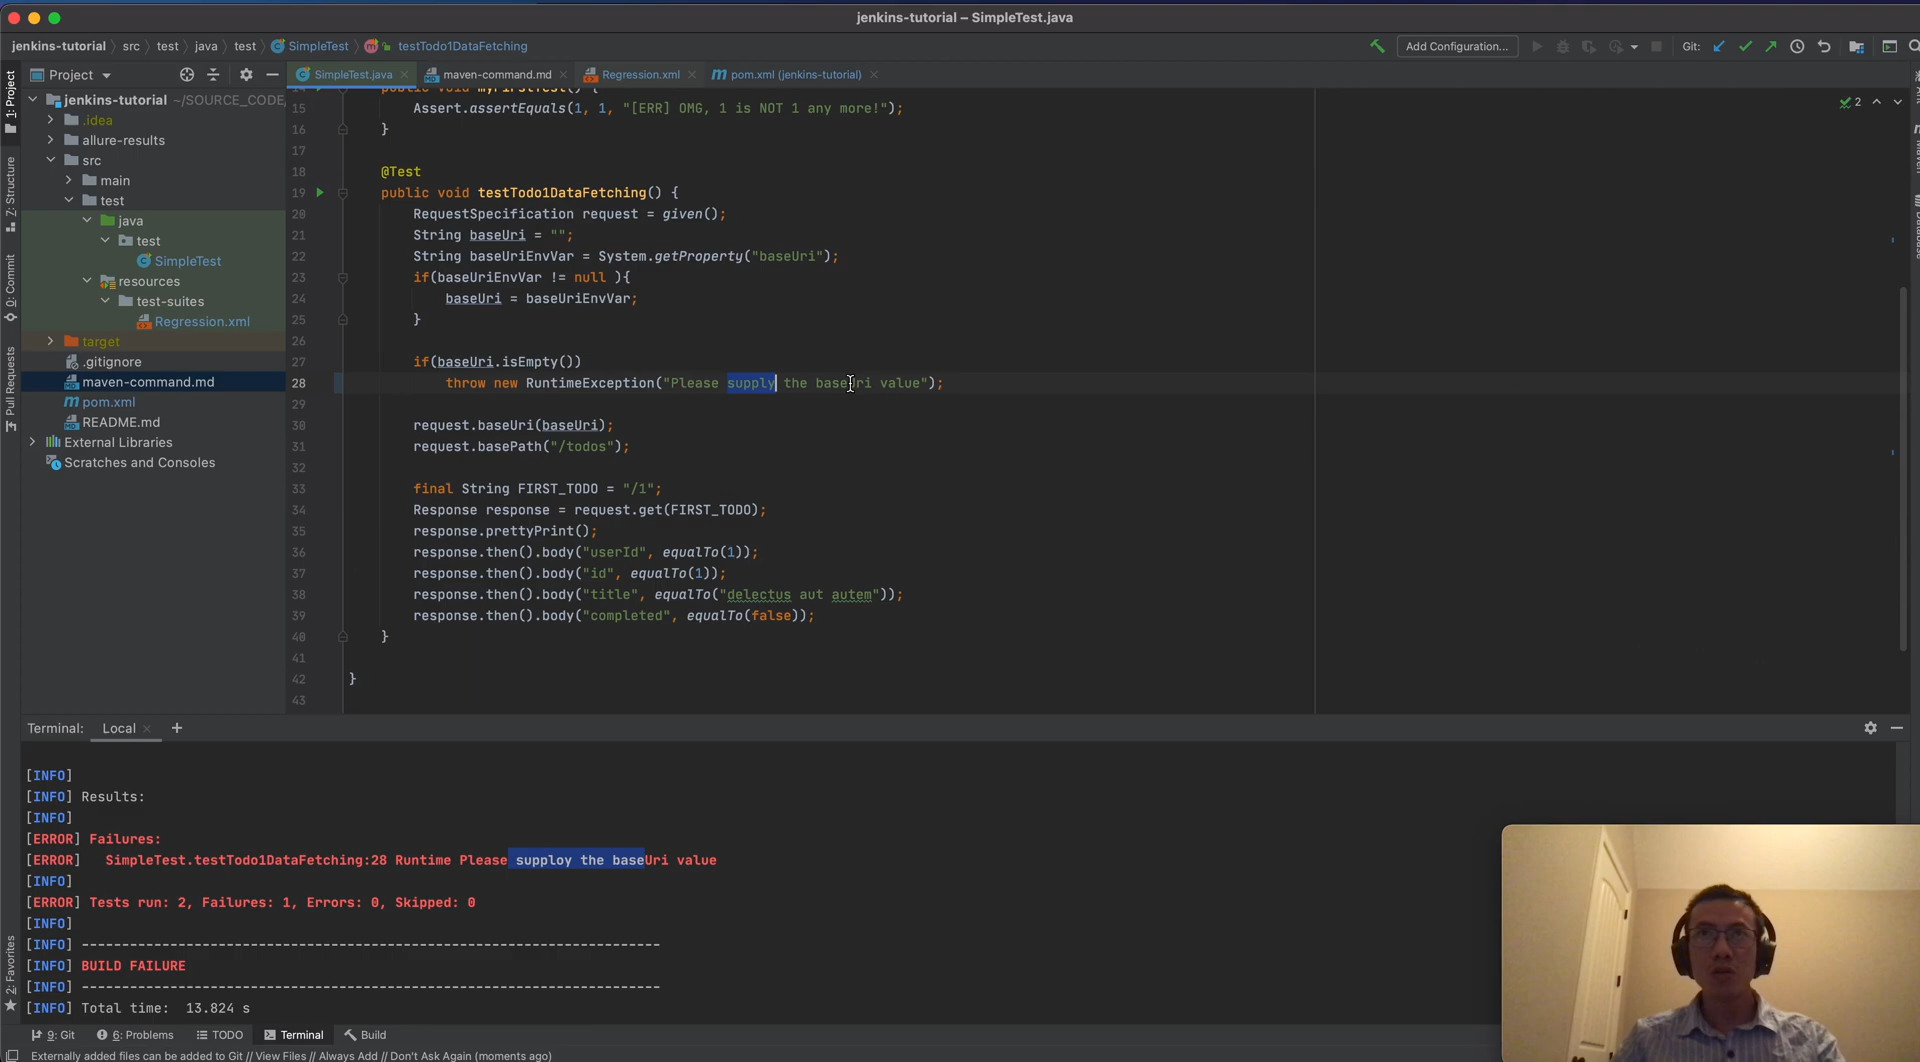 jenkins-tutorial – SimpleTest.java
jenkins-tutorial › src › test › java › test › SimpleTest › testTodo1DataFetching
Add Configuration...
Git:
Project
SimpleTest.java
maven-command.md
Regression.xml
pom.xml (jenkins-tutorial)
1: Project
Z: Structure
0: Commit
Pull Requests
2: Favorites
jenkins-tutorial ~/SOURCE_CODE/
.idea
allure-results
src
main
test
java
test
SimpleTest
resources
test-suites
Regression.xml
target
.gitignore
maven-command.md
pom.xml
README.md
External Libraries
Scratches and Consoles
2
15 Assert.assertEquals(1, 1, "[ERR] OMG, 1 is NOT 1 any more!");
16 }
17
18 @Test
19 public void testTodo1DataFetching() {
20 RequestSpecification request = given();
21 String baseUri = "";
22 String baseUriEnvVar = System.getProperty("baseUri");
23 if(baseUriEnvVar != null ){
24 baseUri = baseUriEnvVar;
25 }
26
27 if(baseUri.isEmpty())
28 throw new RuntimeException("Please supply the baseUri value");
29
30 request.baseUri(baseUri);
31 request.basePath("/todos");
32
33 final String FIRST_TODO = "/1";
34 Response response = request.get(FIRST_TODO);
35 response.prettyPrint();
36 response.then().body("userId", equalTo(1));
37 response.then().body("id", equalTo(1));
38 response.then().body("title", equalTo("delectus aut autem"));
39 response.then().body("completed", equalTo(false));
40 }
41
42 }
43
Terminal: Local +
[INFO]
[INFO] Results:
[INFO]
[ERROR] Failures:
[ERROR] SimpleTest.testTodo1DataFetching:28 Runtime Please supploy the baseUri value
[INFO]
[ERROR] Tests run: 2, Failures: 1, Errors: 0, Skipped: 0
[INFO]
[INFO] ------------------------------------------------------------------------
[INFO] BUILD FAILURE
[INFO] ------------------------------------------------------------------------
[INFO] Total time: 13.824 s
9: Git
6: Problems
TODO
Terminal
Build
Externally added files can be added to Git // View Files // Always Add // Don't Ask Again (moments ago)